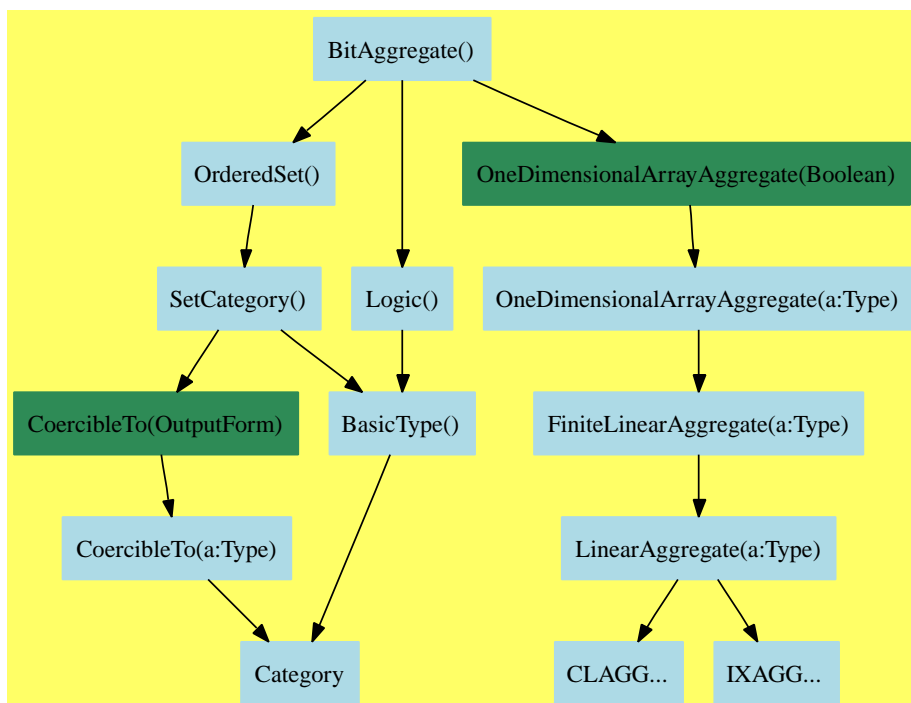 BitAggregate()
OrderedSet()
OneDimensionalArrayAggregate(Boolean)
SetCategory()
Logic()
OneDimensionalArrayAggregate(a:Type)
CoercibleTo(OutputForm)
BasicType()
FiniteLinearAggregate(a:Type)
CoercibleTo(a:Type)
LinearAggregate(a:Type)
Category
CLAGG...
IXAGG...